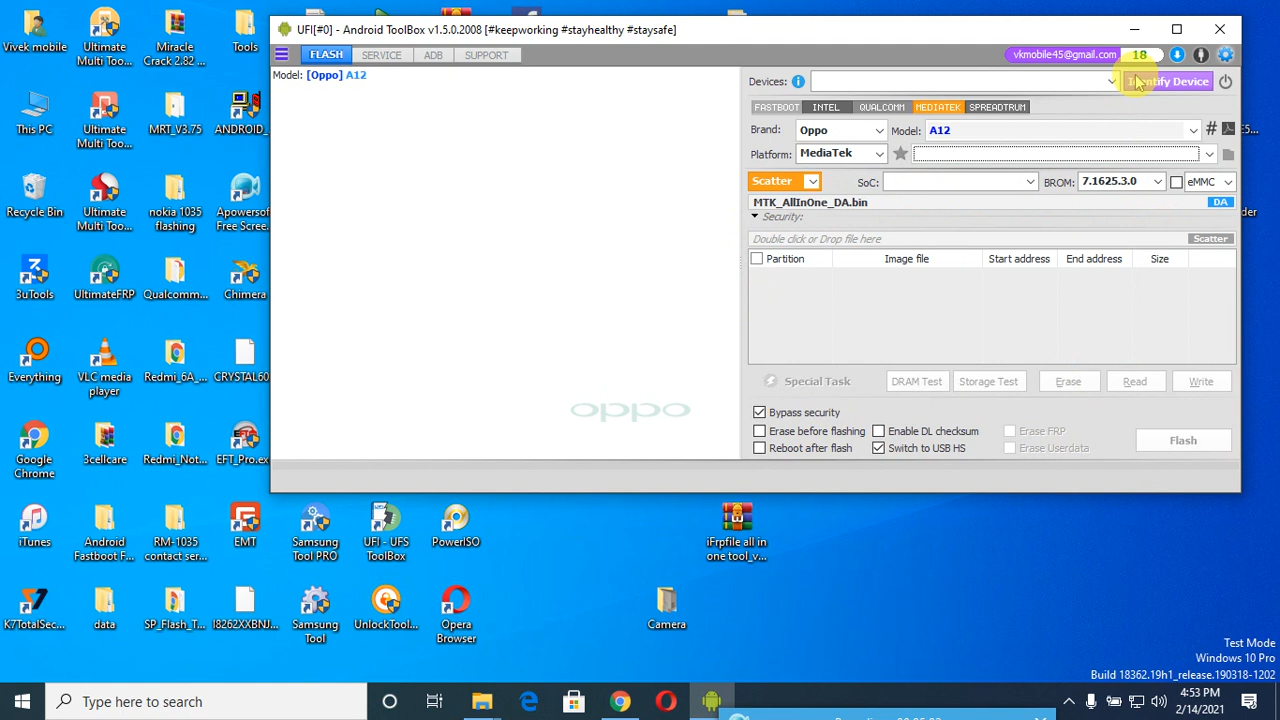 UFI[#0] - Android ToolBox v1.5.0.2008 [#keepworking #stayhealthy #staysafe]
FLASH SERVICE ADB SUPPORT
vkmobile45@gmail.com 18
Model: [Oppo] A12
Devices: Identify Device
FASTBOOT INTEL QUALCOMM MEDIATEK SPREADTRUM
Brand: Oppo Model: A12 #
Platform: MediaTek
Scatter SoC: BROM: 7.1625.3.0 eMMC
MTK_AllInOne_DA.bin DA
Security:
Double click or Drop file here Scatter
Partition Image file Start address End address Size
Special Task DRAM Test Storage Test Erase Read Write
oppo
Bypass security
Erase before flashing Enable DL checksum Erase FRP
Flash
Reboot after flash Switch to USB HS Erase Userdata
Vivek mobile
Ultimate
Multi Too...
Miracle
Crack 2.82
Tools
This PC
Ultimate
Multi Too...
MRT_V3.75
ANDROID_
Recycle Bin
Ultimate
Multi Too...
nokia 1035
flashing
Apowersof
Free Scree.
3uTools
UltimateFRP
Qualcomm...
Chimera
Everything
VLC media
player
Redmi_6A_...
CRYSTAL60
Google
Chrome
3cellcare
Redmi_Not...
EFT_Pro.ex
iTunes
Android
Fastboot F...
RM-1035
contact ser...
EMT
Samsung
Tool PRO
UFI - UFS
ToolBox
PowerISO
iFrpfile all in
one tool_v...
K7TotalSec...
data
SP_Flash_T...
I8262XXBNJ...
Samsung
Tool
UnlockTool...
Opera
Browser
Camera
Test Mode
Windows 10 Pro
Build 18362.19h1_release.190318-1202
Type here to search
4:53 PM
2/14/2021